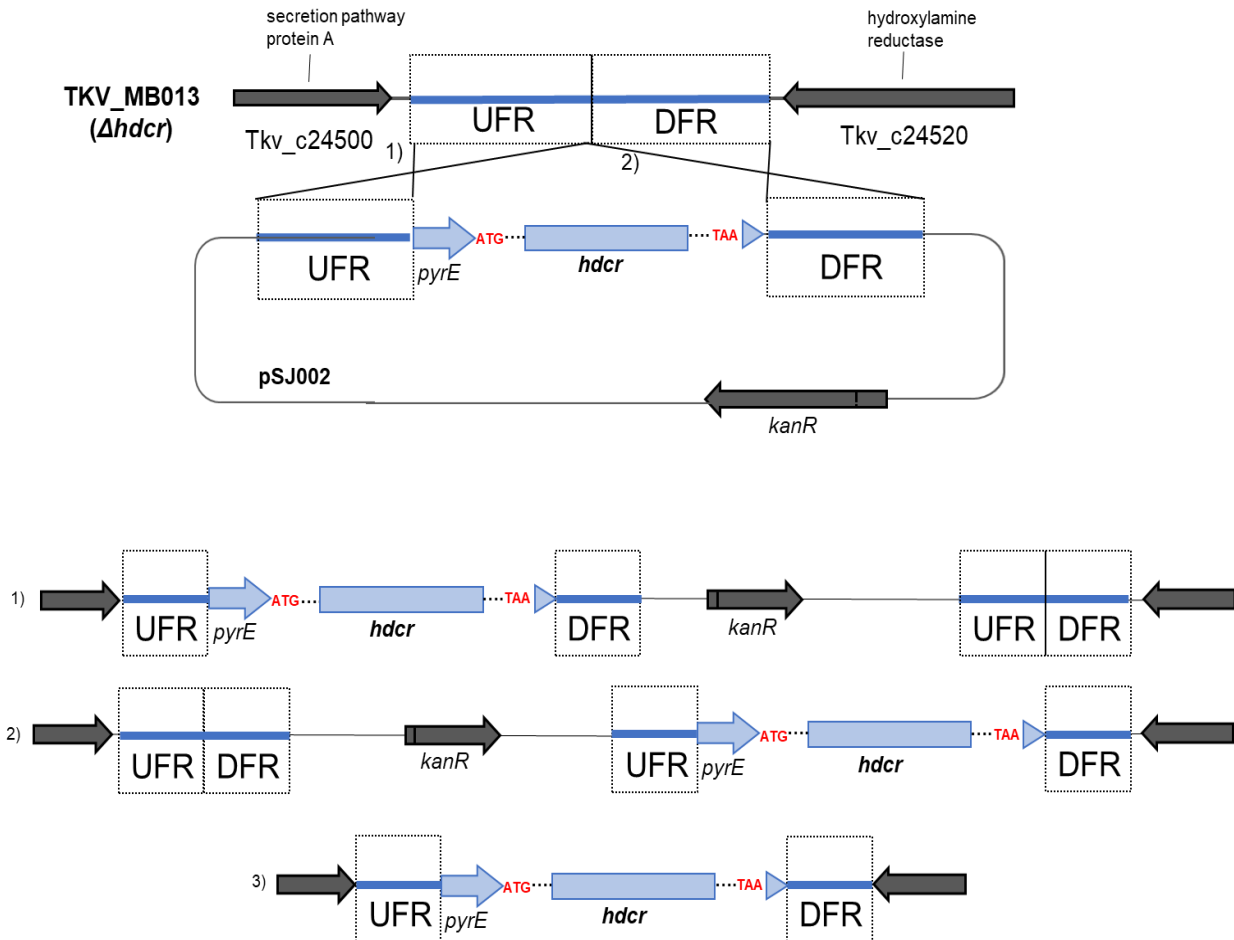 secretion pathway
protein A
hydroxylamine
reductase
TKV_MB013
(Δhdcr)
UFR
DFR
Tkv_c24500
Tkv_c24520
1)
2)
UFR
pyrE
ATG
hdcr
TAA
DFR
pSJ002
kanR
1)
UFR
pyrE
ATG
hdcr
TAA
DFR
kanR
UFR
DFR
2)
UFR
DFR
kanR
UFR
pyrE
ATG
hdcr
TAA
DFR
3)
UFR
pyrE
ATG
hdcr
TAA
DFR